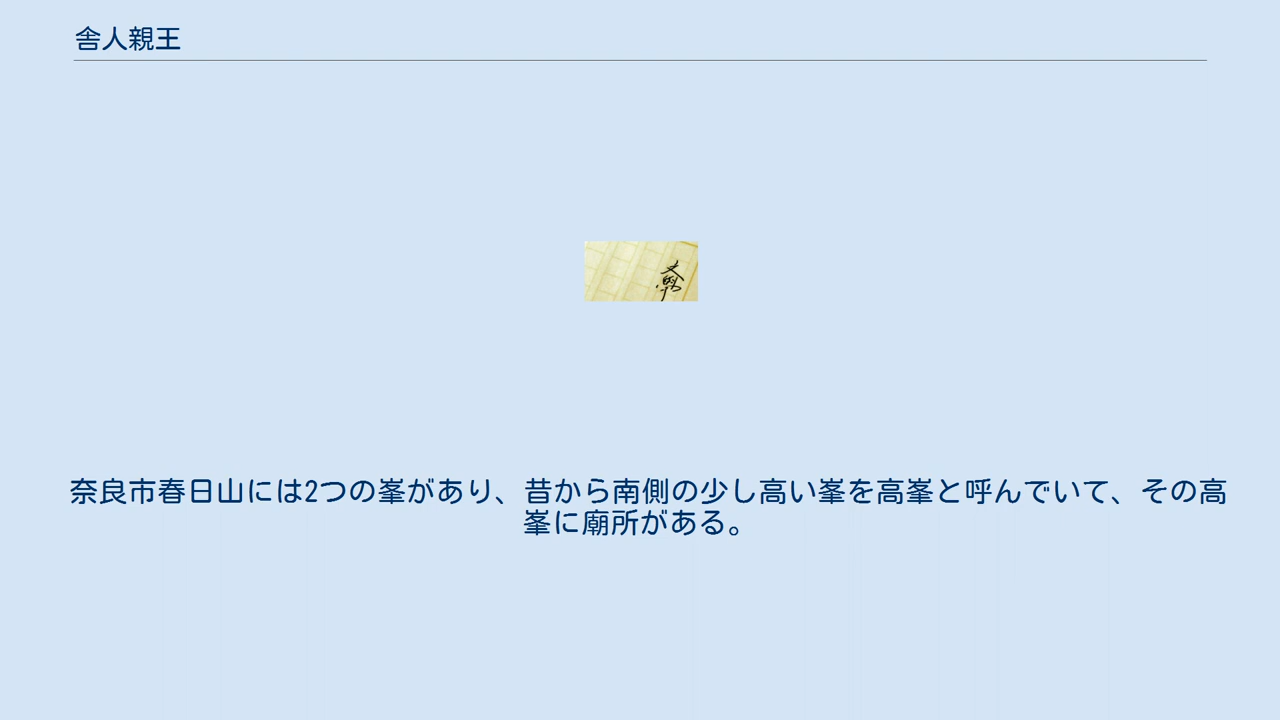 舎人親王
奈良市春日山には2つの峯があり、昔から南側の少し高い峯を高峯と呼んでいて、その高
峯に廟所がある。